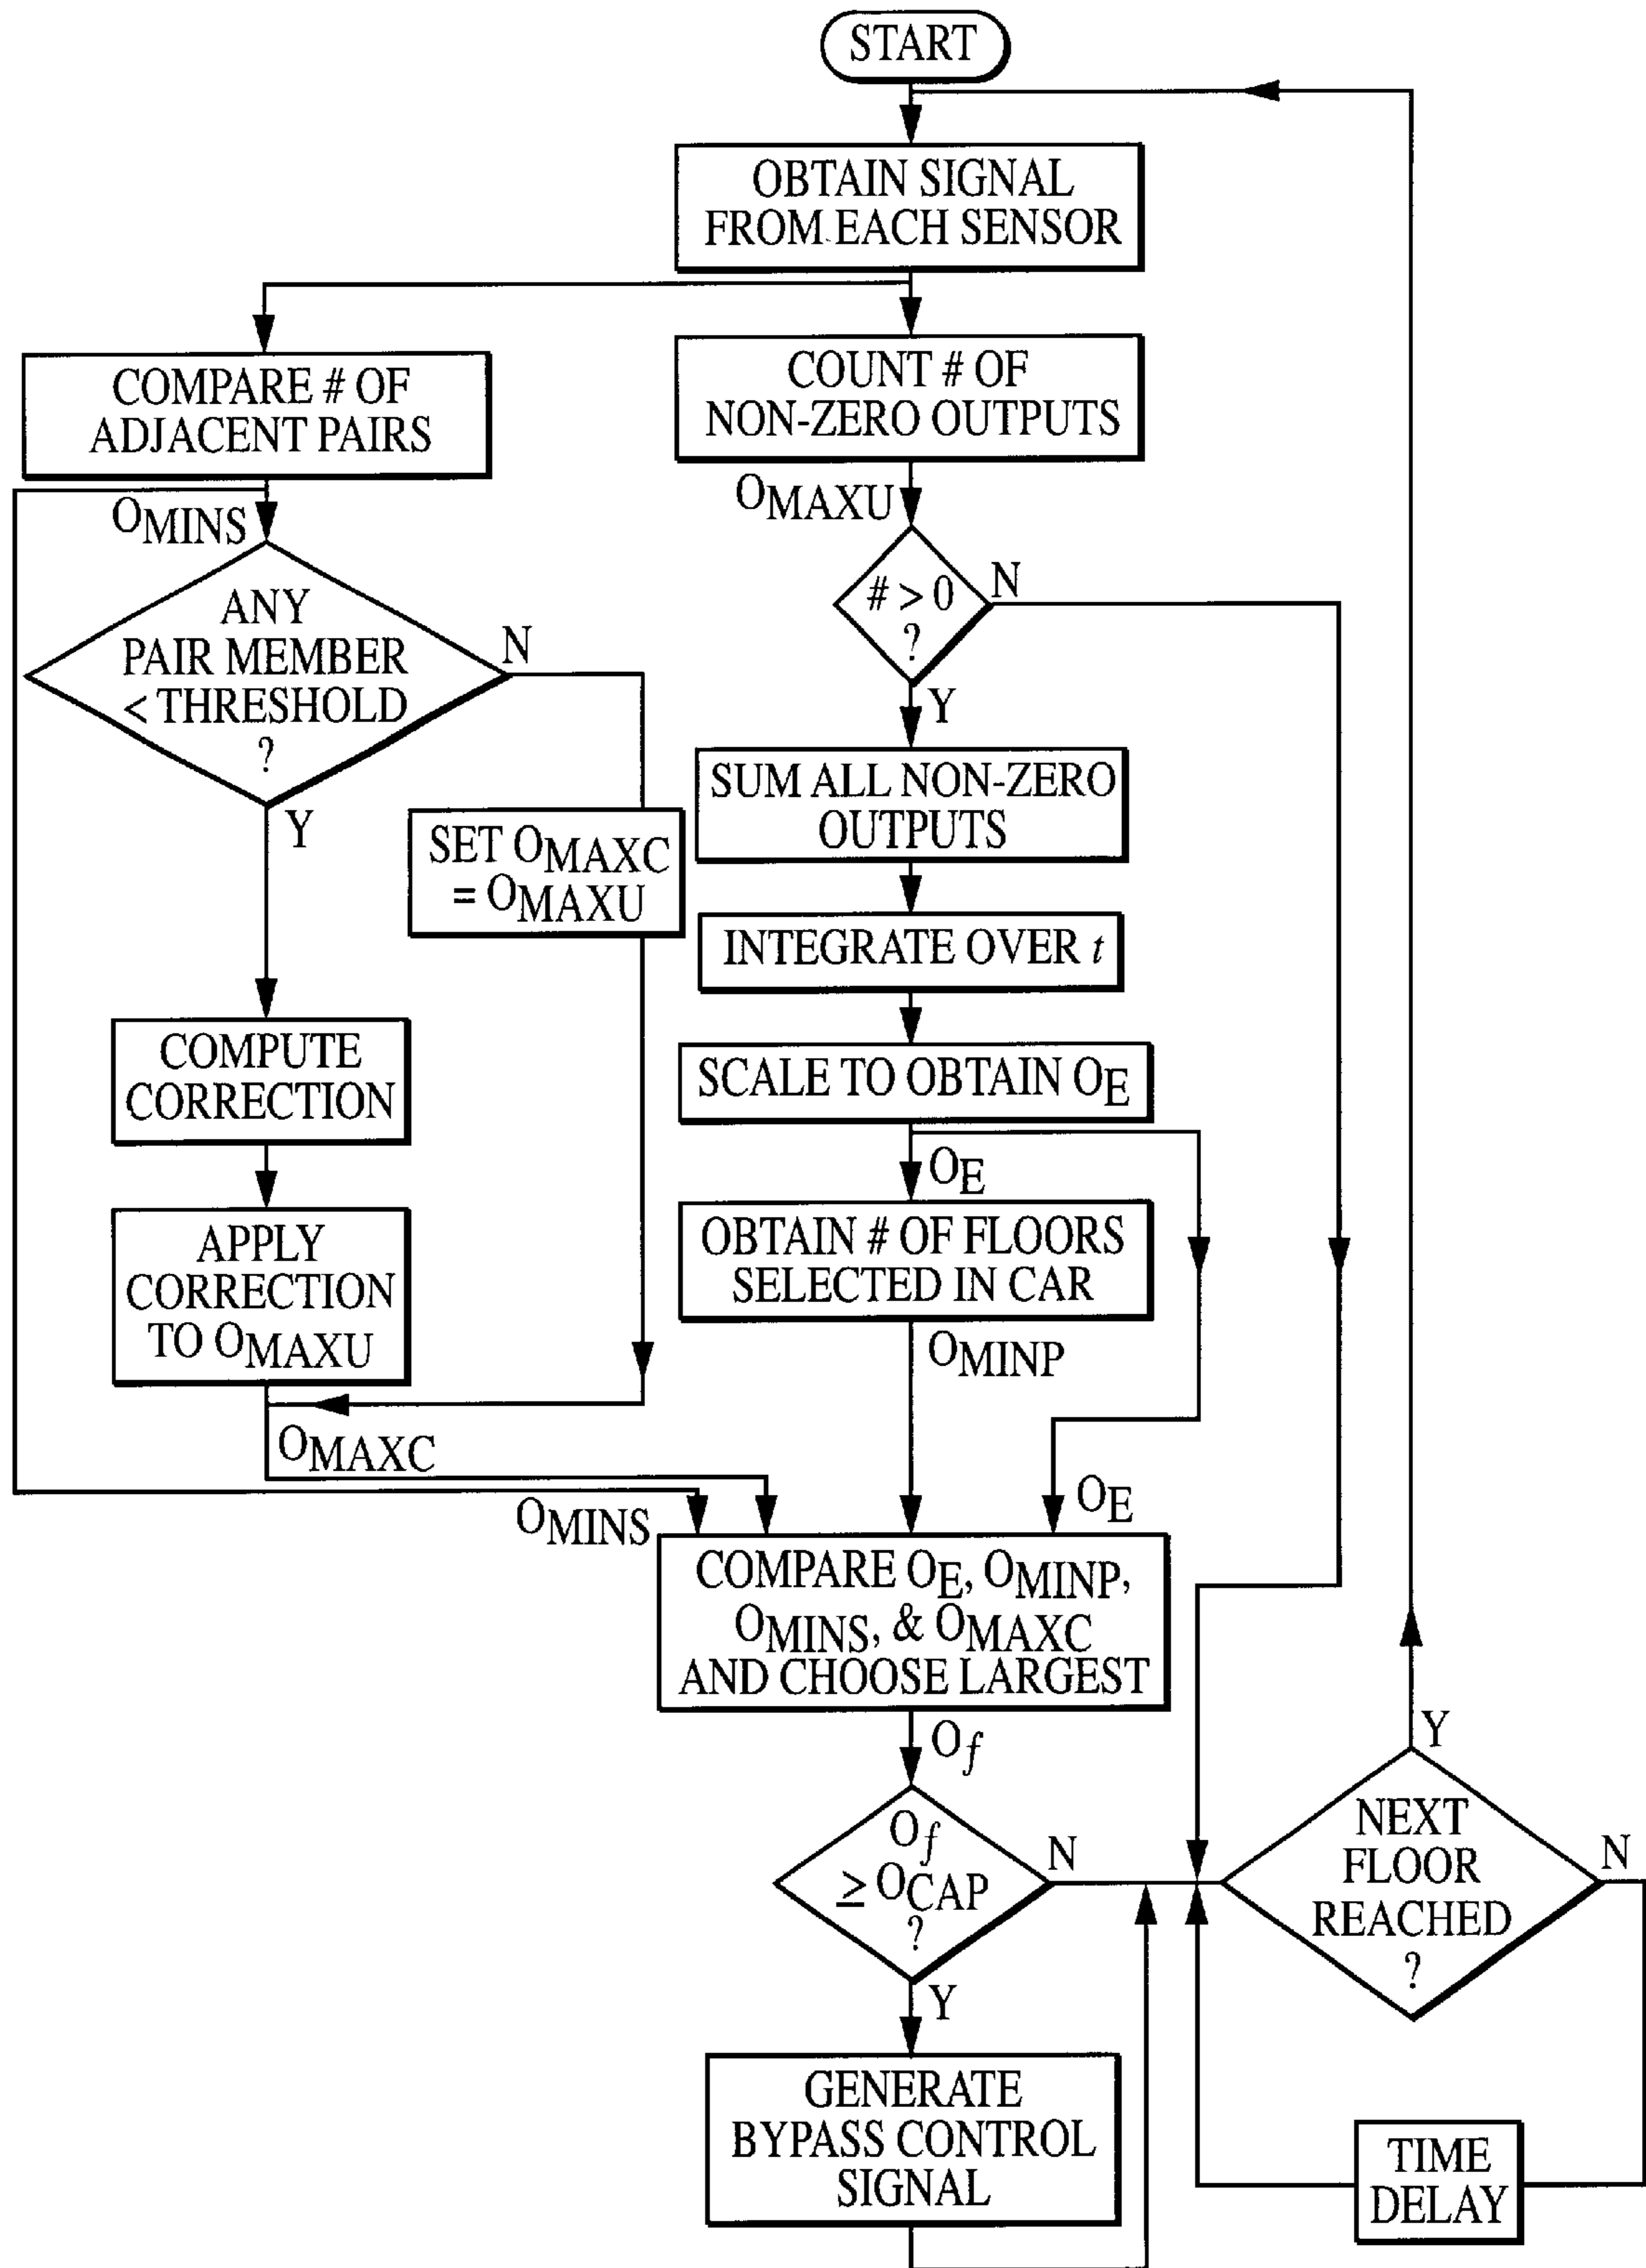 START
OBTAIN SIGNAL
FROM EACH SENSOR
COMPARE # OF
ADJACENT PAIRS
COUNT # OF
NON-ZERO OUTPUTS
OMINS
OMAXU
ANY
PAIR MEMBER
< THRESHOLD
?
N
Y
# > 0
?
N
Y
SET OMAXC
= OMAXU
SUM ALL NON-ZERO
OUTPUTS
INTEGRATE OVER t
COMPUTE
CORRECTION
SCALE TO OBTAIN OE
OE
APPLY
CORRECTION
TO OMAXU
OBTAIN # OF FLOORS
SELECTED IN CAR
OMINP
OMAXC
OMINS
OE
COMPARE OE, OMINP,
OMINS, & OMAXC
AND CHOOSE LARGEST
Of
Of
≥ OCAP
?
N
Y
NEXT
FLOOR
REACHED
?
Y
N
GENERATE
BYPASS CONTROL
SIGNAL
TIME
DELAY